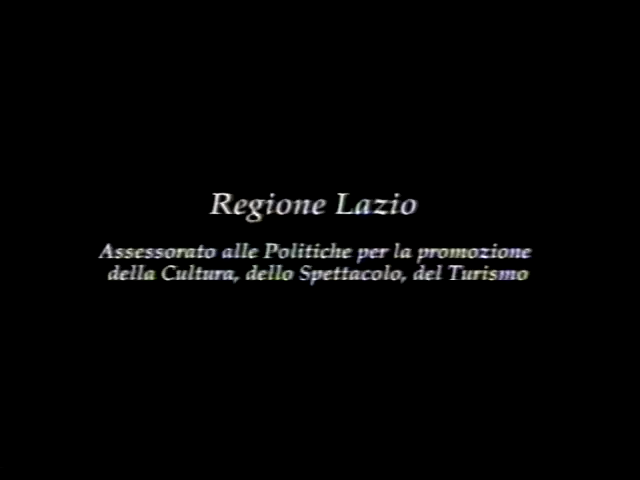 Regione Lazio
Assessorato alle Politiche per la promozione
della Cultura, dello Spettacolo, del Turismo